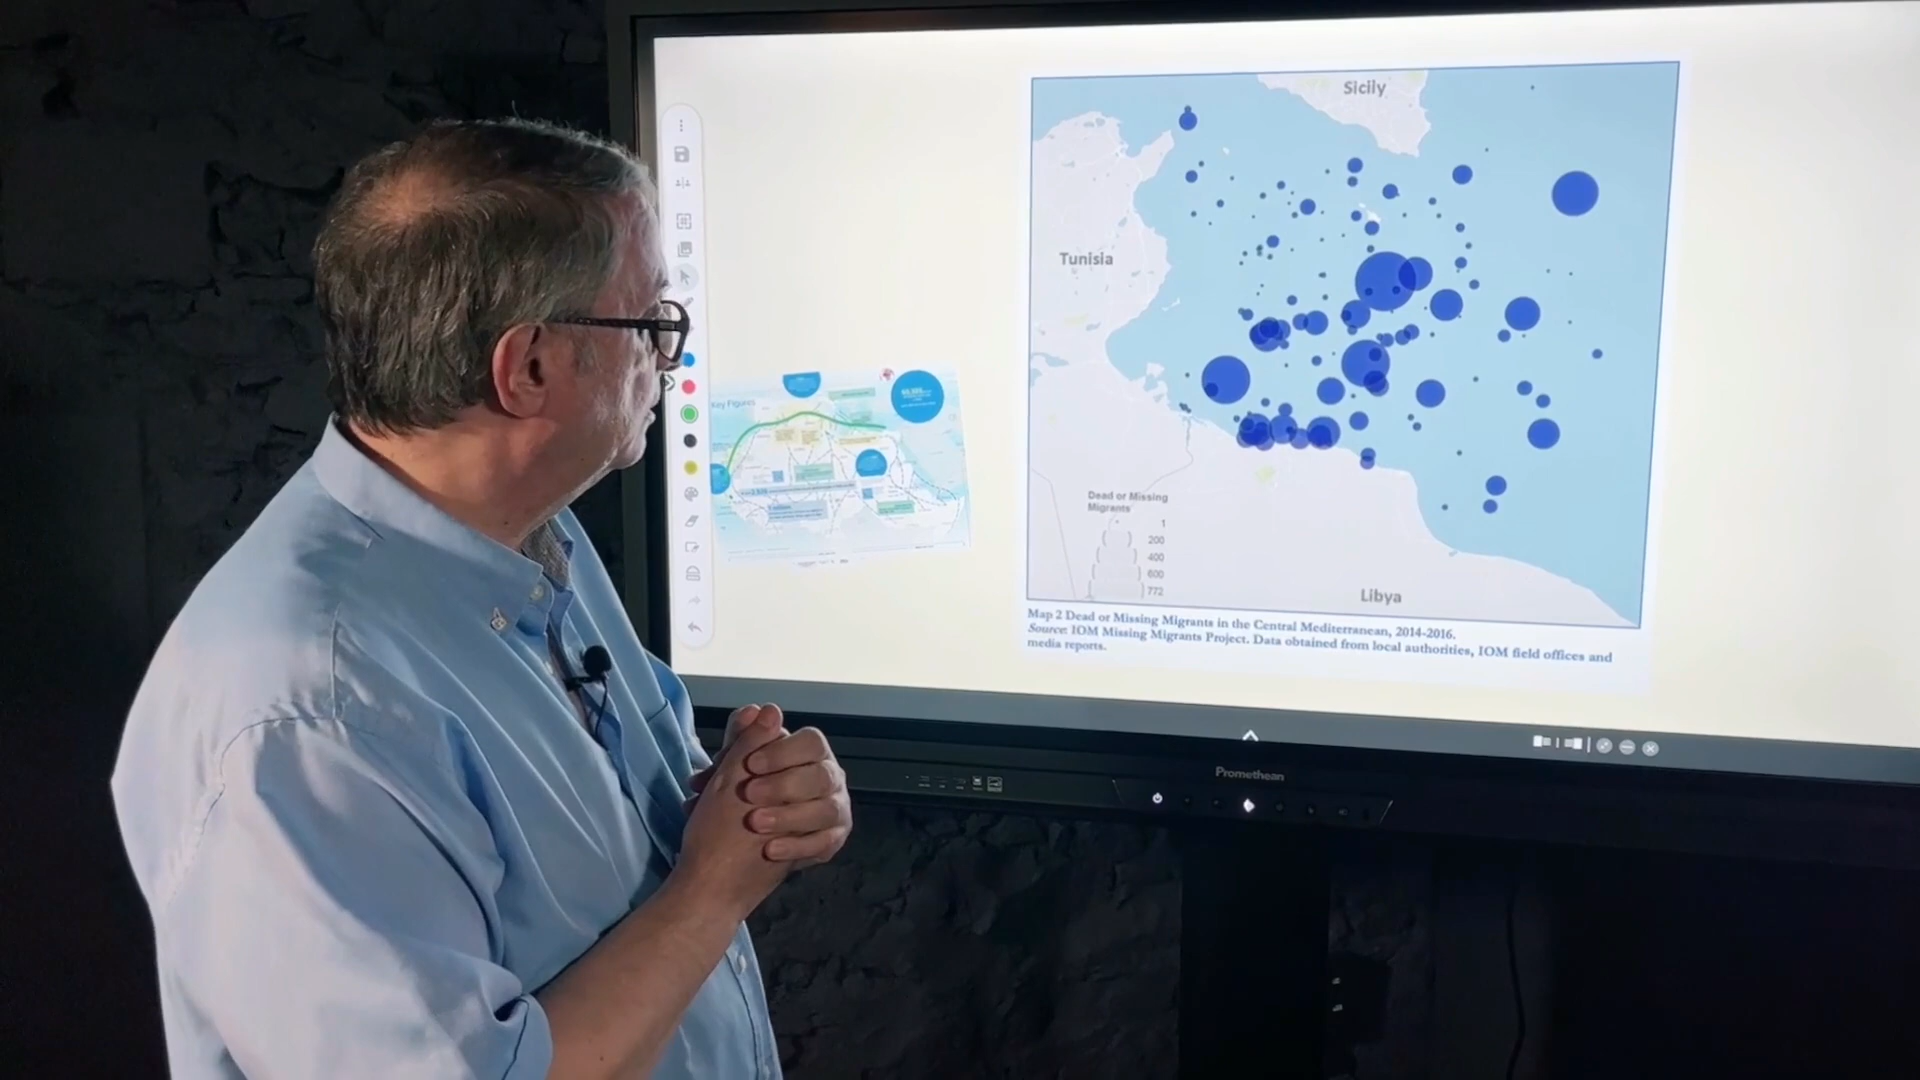 Sicily
Tunisia
Key Figures
Dead or Missing
Migrants
1
200
400
600
772
Libya
Map 2 Dead or Missing Migrants in the Central Mediterranean, 2014-2016.
Source: IOM Missing Migrants Project. Data obtained from local authorities, IOM field offices and
media reports.
Promethean